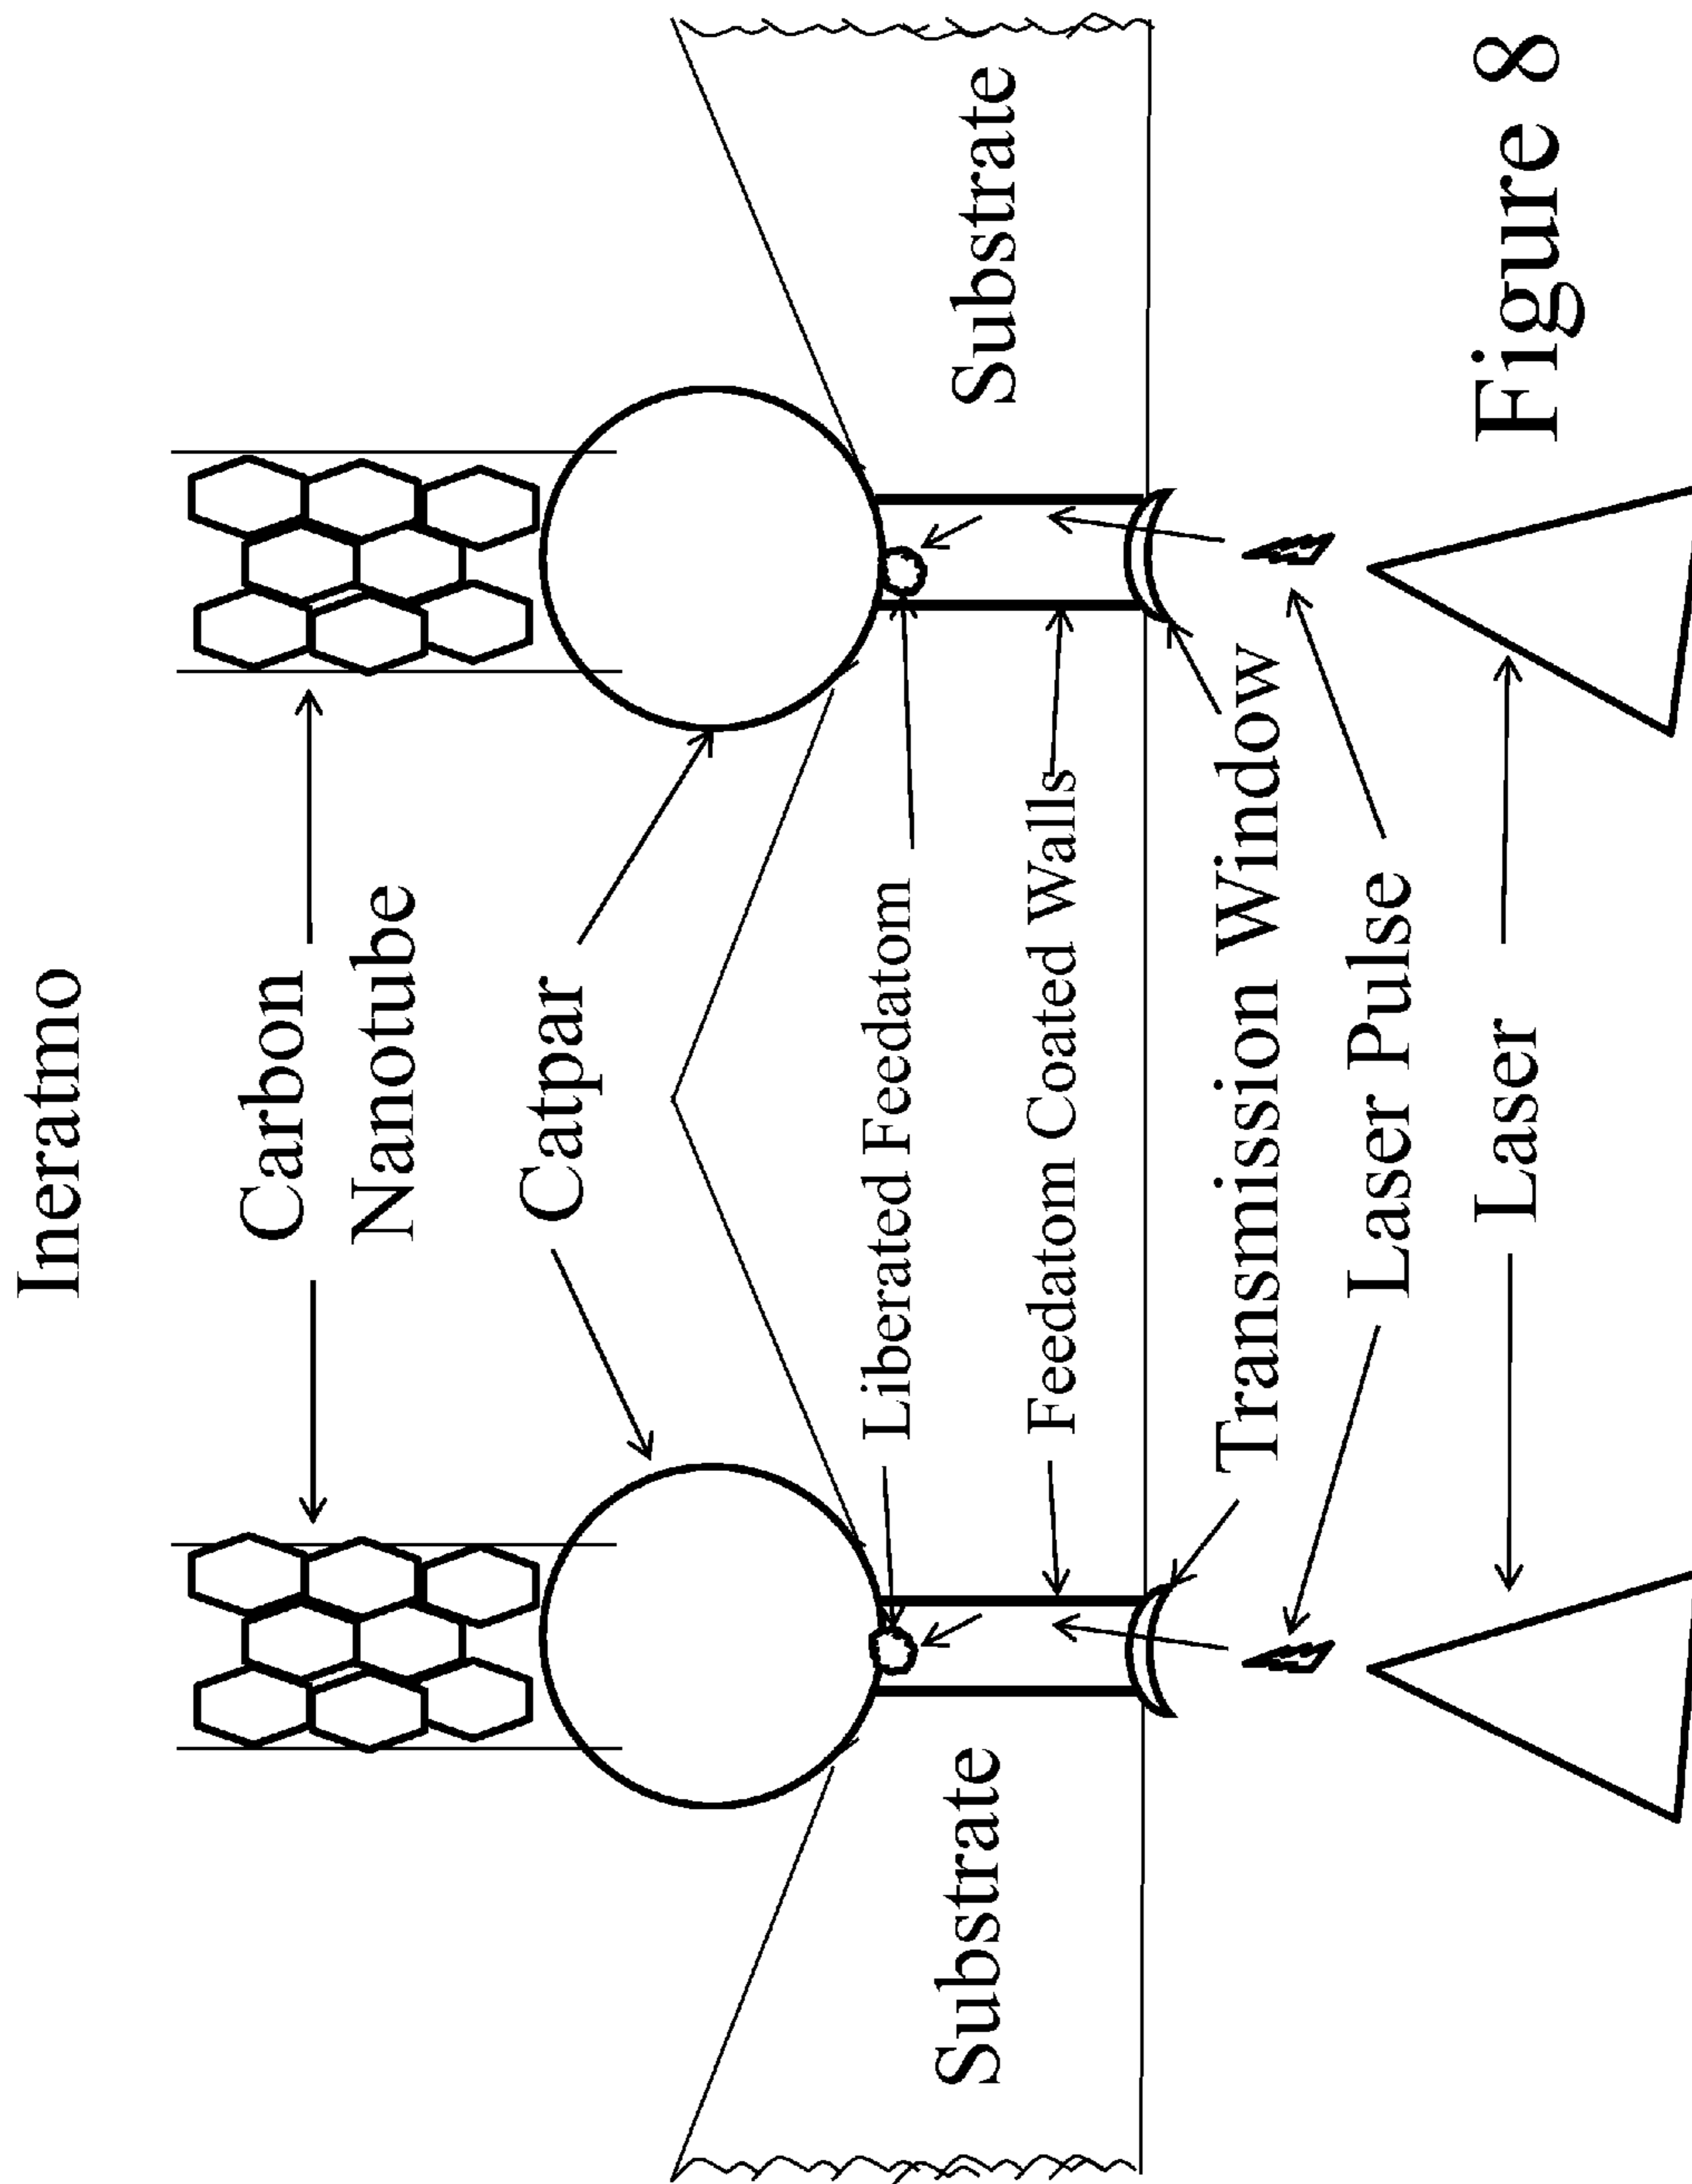 Ineratmo
Carbon
Nanotube
Catpar
Liberated Feedatom
Substrate
Substrate
Feedatom Coated Walls
Transmission Window
Laser Pulse
Laser
Figure 8